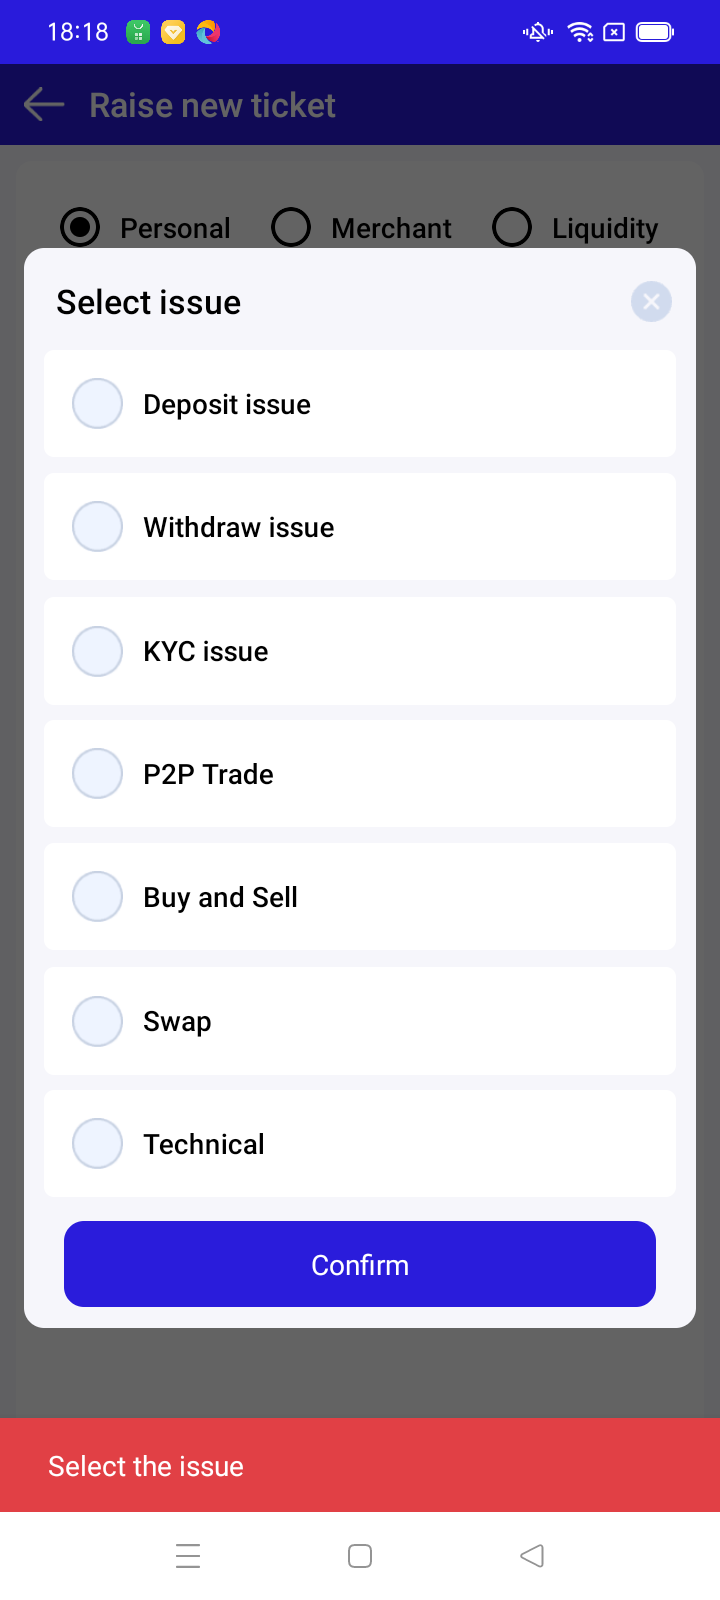 18:18
Raise new ticket
Personal Merchant Liquidity
Select issue
Deposit issue
Withdraw issue
KYC issue
P2P Trade
Buy and Sell
Swap
Technical
Confirm
Select the issue